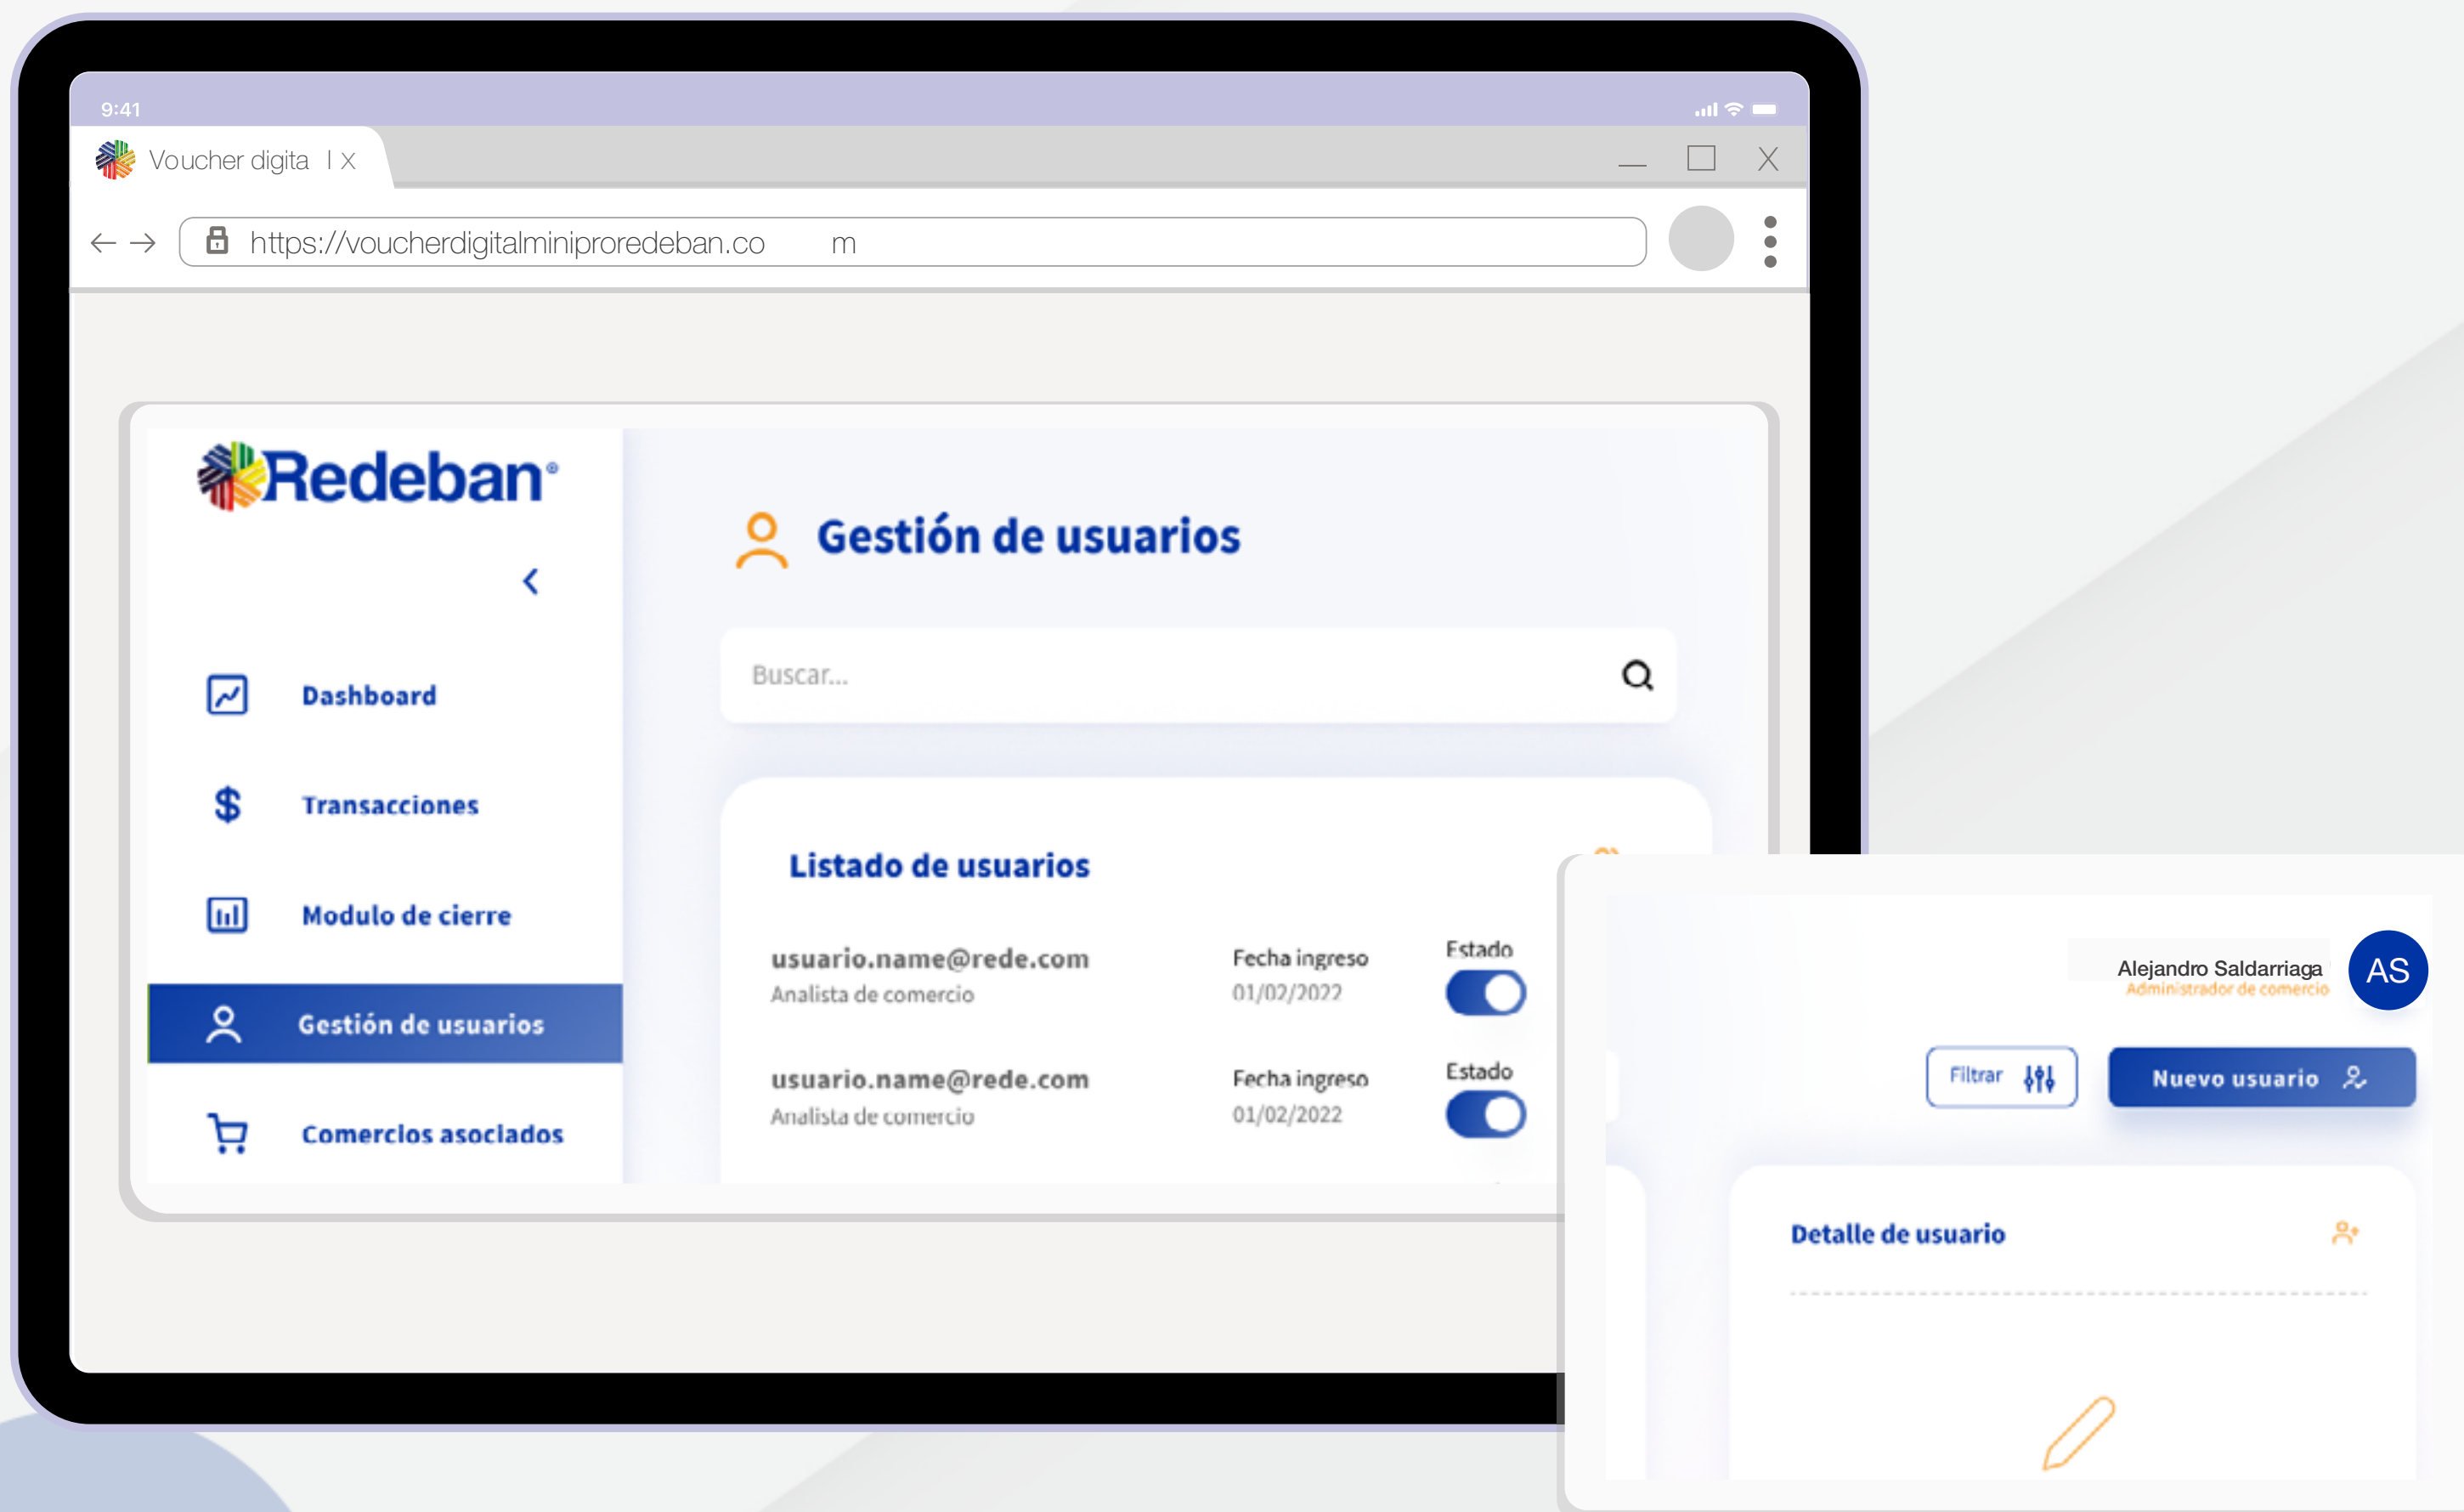 9:41
Voucher digita l X
https://voucherdigitalminiproredeban.co m
Redeban®
Gestión de usuarios
Buscar...
Dashboard
Transacciones
Modulo de cierre
Gestión de usuarios
Comercios asociados
Listado de usuarios
usuario.name@rede.com Fecha ingreso Estado
Analista de comercio 01/02/2022
usuario.name@rede.com Fecha ingreso Estado
Analista de comercio 01/02/2022
Alejandro Saldarriaga AS
Administrador de comercio
Filtrar Nuevo usuario
Detalle de usuario